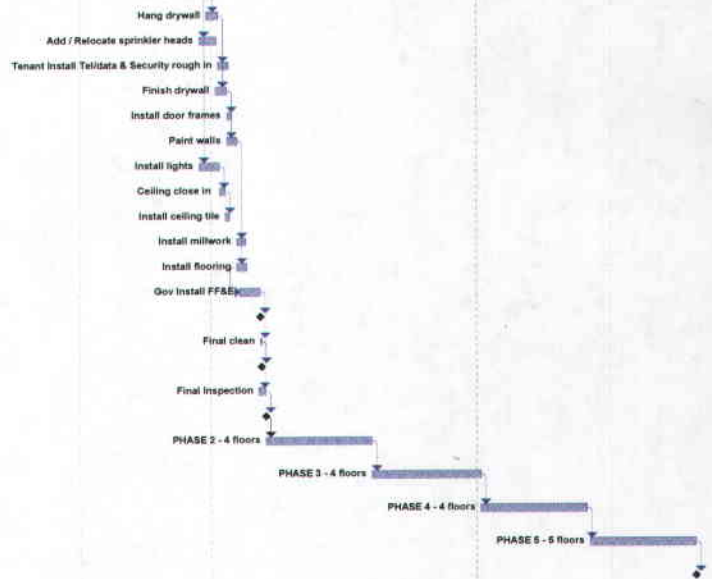 Hang drywall
Add / Relocate sprinkler heads
Tenant Install Tel/data & Security rough in
Finish drywall
Install door frames
Paint walls
Install lights
Ceiling close in
Install ceiling tile
Install millwork
Install flooring
Gov Install FF&E
Final clean
Final Inspection
PHASE 2 - 4 floors
PHASE 3 - 4 floors
PHASE 4 - 4 floors
PHASE 5 - 5 floors